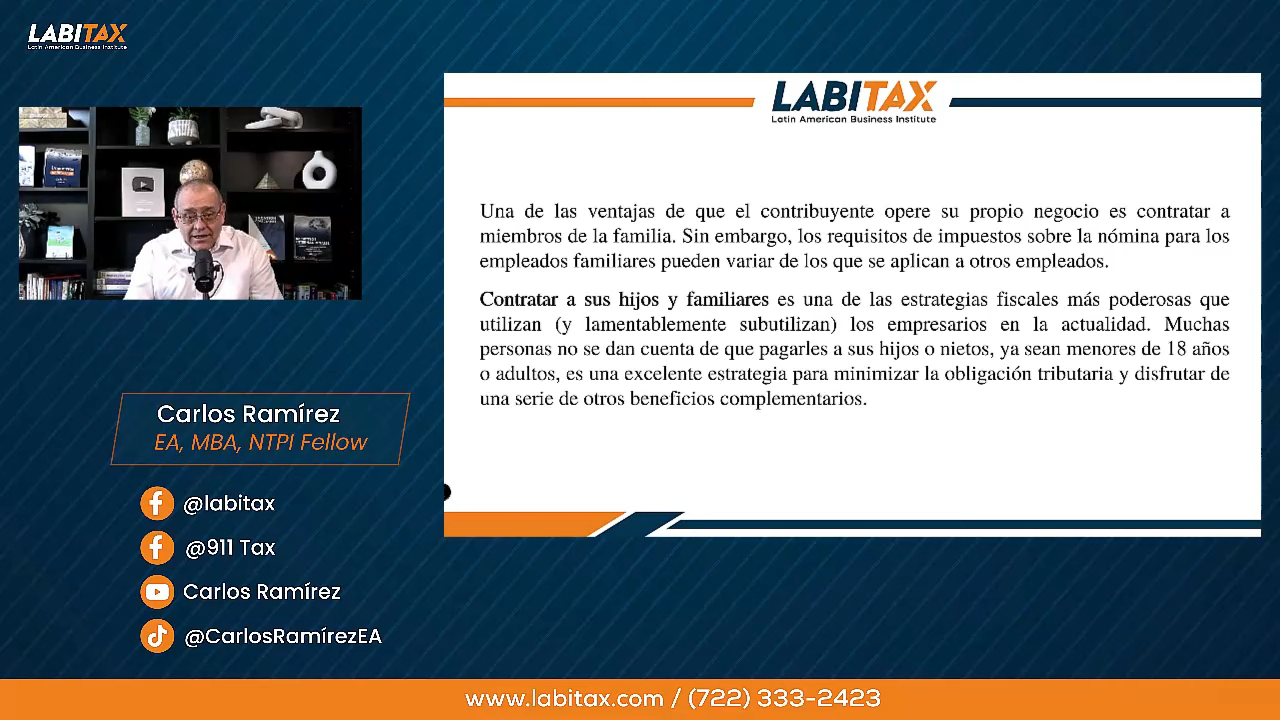 LABITAX
Latin American Business Institute
LABITAX
Latin American Business Institute
Una de las ventajas de que el contribuyente opere su propio negocio es contratar a
miembros de la familia. Sin embargo, los requisitos de impuestos sobre la nómina para los
empleados familiares pueden variar de los que se aplican a otros empleados.
Contratar a sus hijos y familiares es una de las estrategias fiscales más poderosas que
utilizan (y lamentablemente subutilizan) los empresarios en la actualidad. Muchas
personas no se dan cuenta de que pagarles a sus hijos o nietos, ya sean menores de 18 años
o adultos, es una excelente estrategia para minimizar la obligación tributaria y disfrutar de
una serie de otros beneficios complementarios.
Carlos Ramírez
EA, MBA, NTPI Fellow
@labitax
@911 Tax
Carlos Ramírez
@CarlosRamírezEA
www.labitax.com / (722) 333-2423